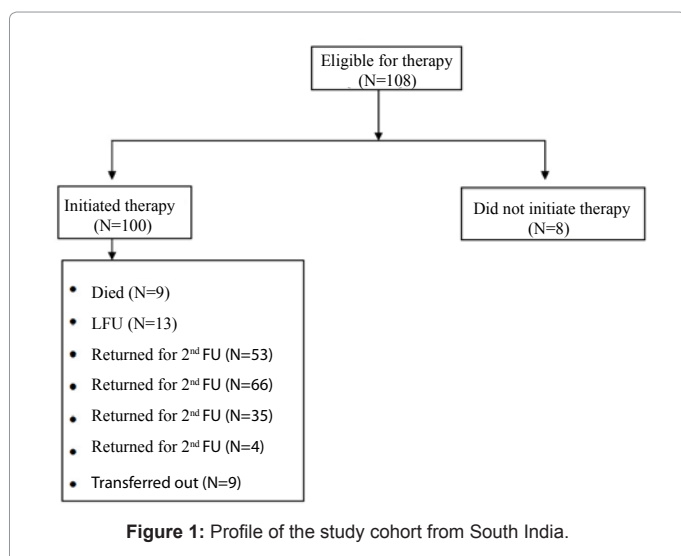 Eligible for therapy
(N=108)
Initiated therapy
(N=100)
Did not initiate therapy
(N=8)
• Died (N=9)
• LFU (N=13)
• Returned for 2nd FU (N=53)
• Returned for 2nd FU (N=66)
• Returned for 2nd FU (N=35)
• Returned for 2nd FU (N=4)
• Transferred out (N=9)
Figure 1: Profile of the study cohort from South India.